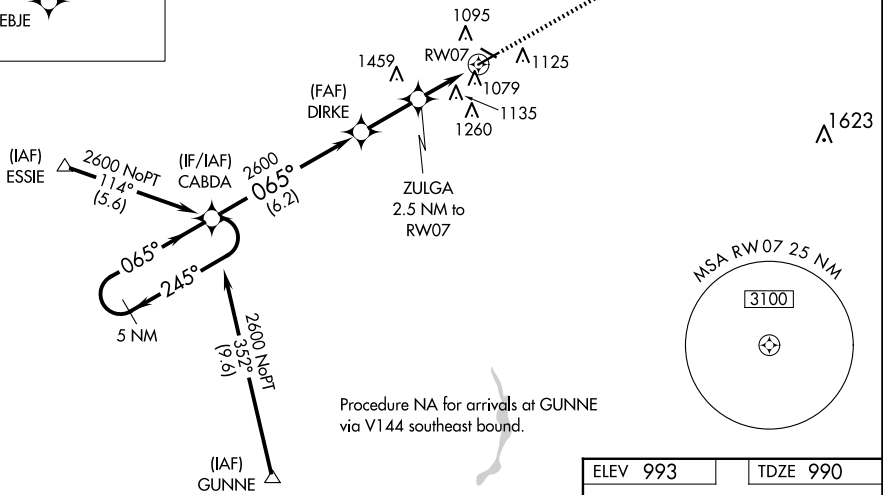 EBJE
1095
RW07
1125
1459
1079
1135
1260
(FAF)
DIRKE
1623
(IAF)
ESSIE
2600 NoPT
114°
(5.6)
(IF/IAF)
CABDA
2600
065°
(6.2)
ZULGA
2.5 NM to
RW07
065°
245°
5 NM
2600 NoPT
352°
(9.6)
MSA RW 07 25 NM
3100
Procedure NA for arrivals at GUNNE
via V144 southeast bound.
(IAF)
GUNNE
ELEV 993
TDZE 990